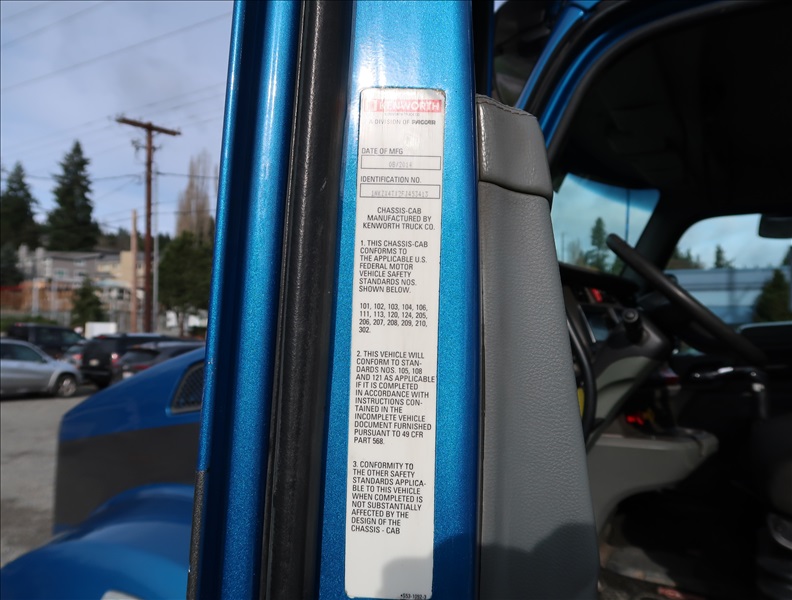 KENWORTH
A DIVISION OF PACCAR
DATE OF MFG
IDENTIFICATION NO.
CHASSIS-CAB
MANUFACTURED BY
KENWORTH TRUCK CO.
1. THIS CHASSIS-CAB
CONFORMS TO
THE APPLICABLE U.S.
FEDERAL MOTOR
VEHICLE SAFETY
STANDARDS NOS.
SHOWN BELOW.
101, 102, 103, 104, 106,
111, 113, 120, 124, 205,
206, 207, 208, 209, 210,
302.
2. THIS VEHICLE WILL
CONFORM TO STAN-
DARDS NOS. 105, 108
AND 121 AS APPLICABLE
IF IT IS COMPLETED
IN ACCORDANCE WITH
INSTRUCTIONS CON-
TAINED IN THE
INCOMPLETE VEHICLE
DOCUMENT FURNISHED
PURSUANT TO 49 CFR
PART 568.
3. CONFORMITY TO
THE OTHER SAFETY
STANDARDS APPLICA-
BLE TO THIS VEHICLE
WHEN COMPLETED IS
NOT SUBSTANTIALLY
AFFECTED BY THE
DESIGN OF THE
CHASSIS - CAB